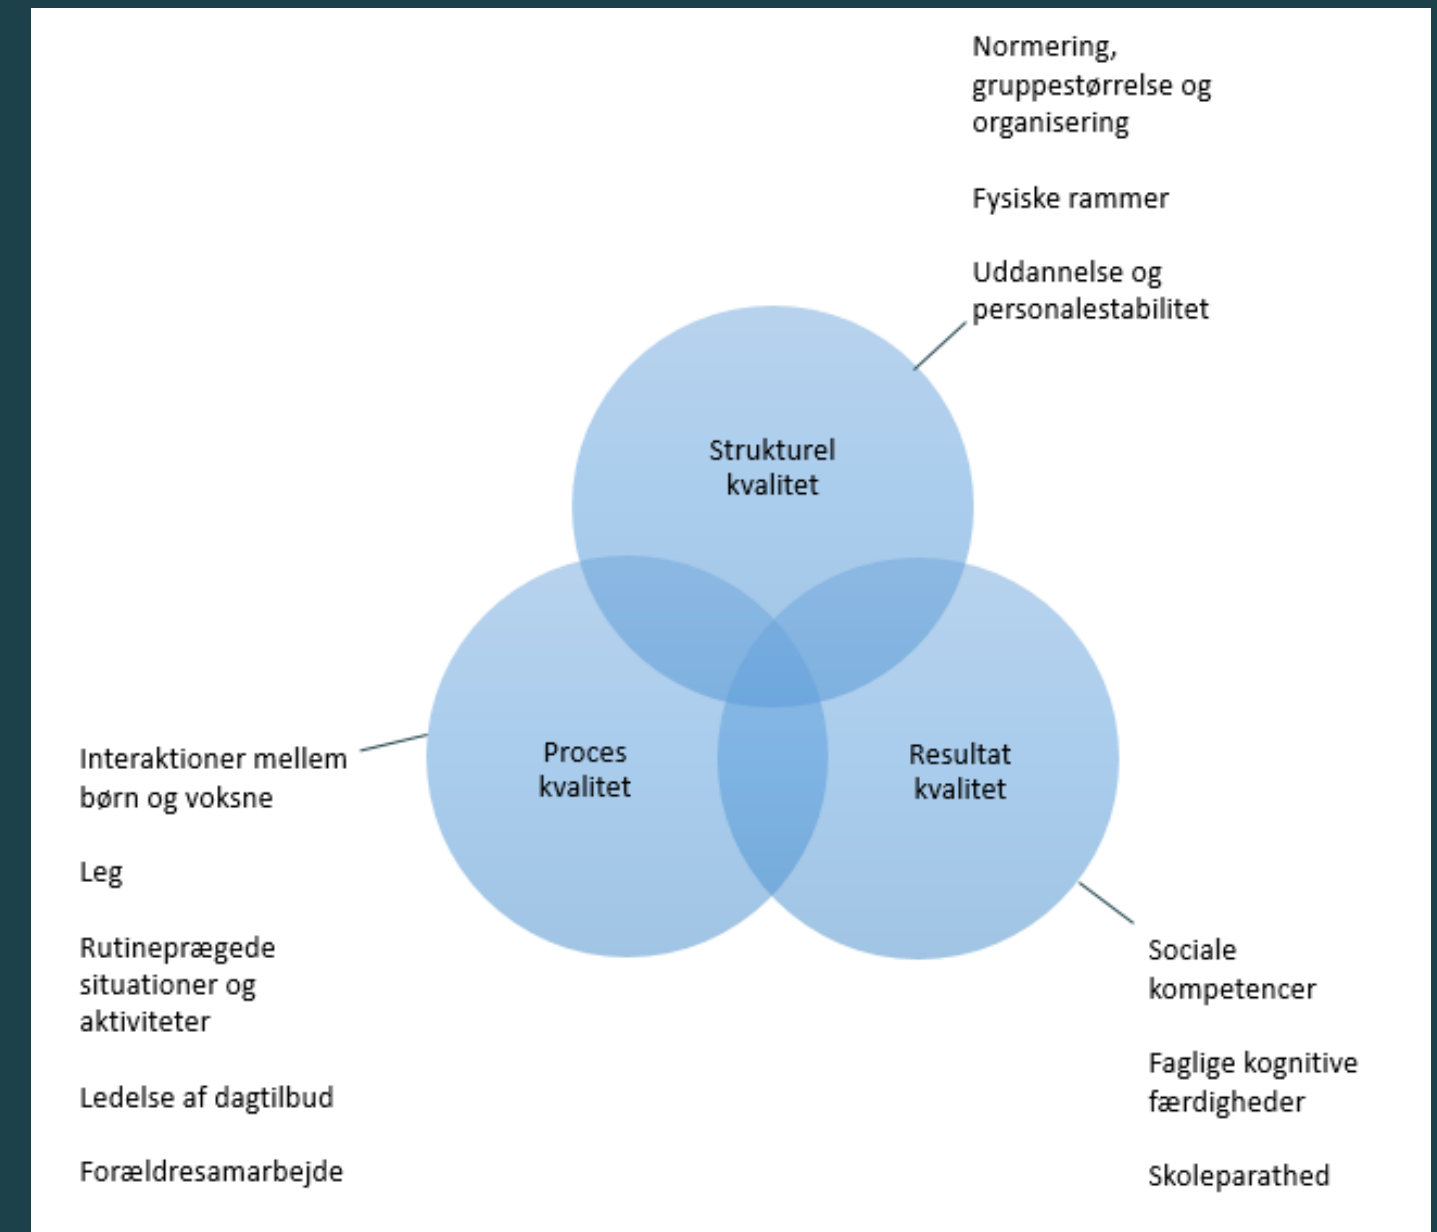 Normering,
gruppestørrelse og
organisering
Fysiske rammer
Uddannelse og
personalestabilitet
Strukturel
kvalitet
Proces
kvalitet
Resultat
kvalitet
Interaktioner mellem
børn og voksne
Leg
Rutineprægede
situationer og
aktiviteter
Ledelse af dagtilbud
Forældresamarbejde
Sociale
kompetencer
Faglige kognitive
færdigheder
Skoleparathed